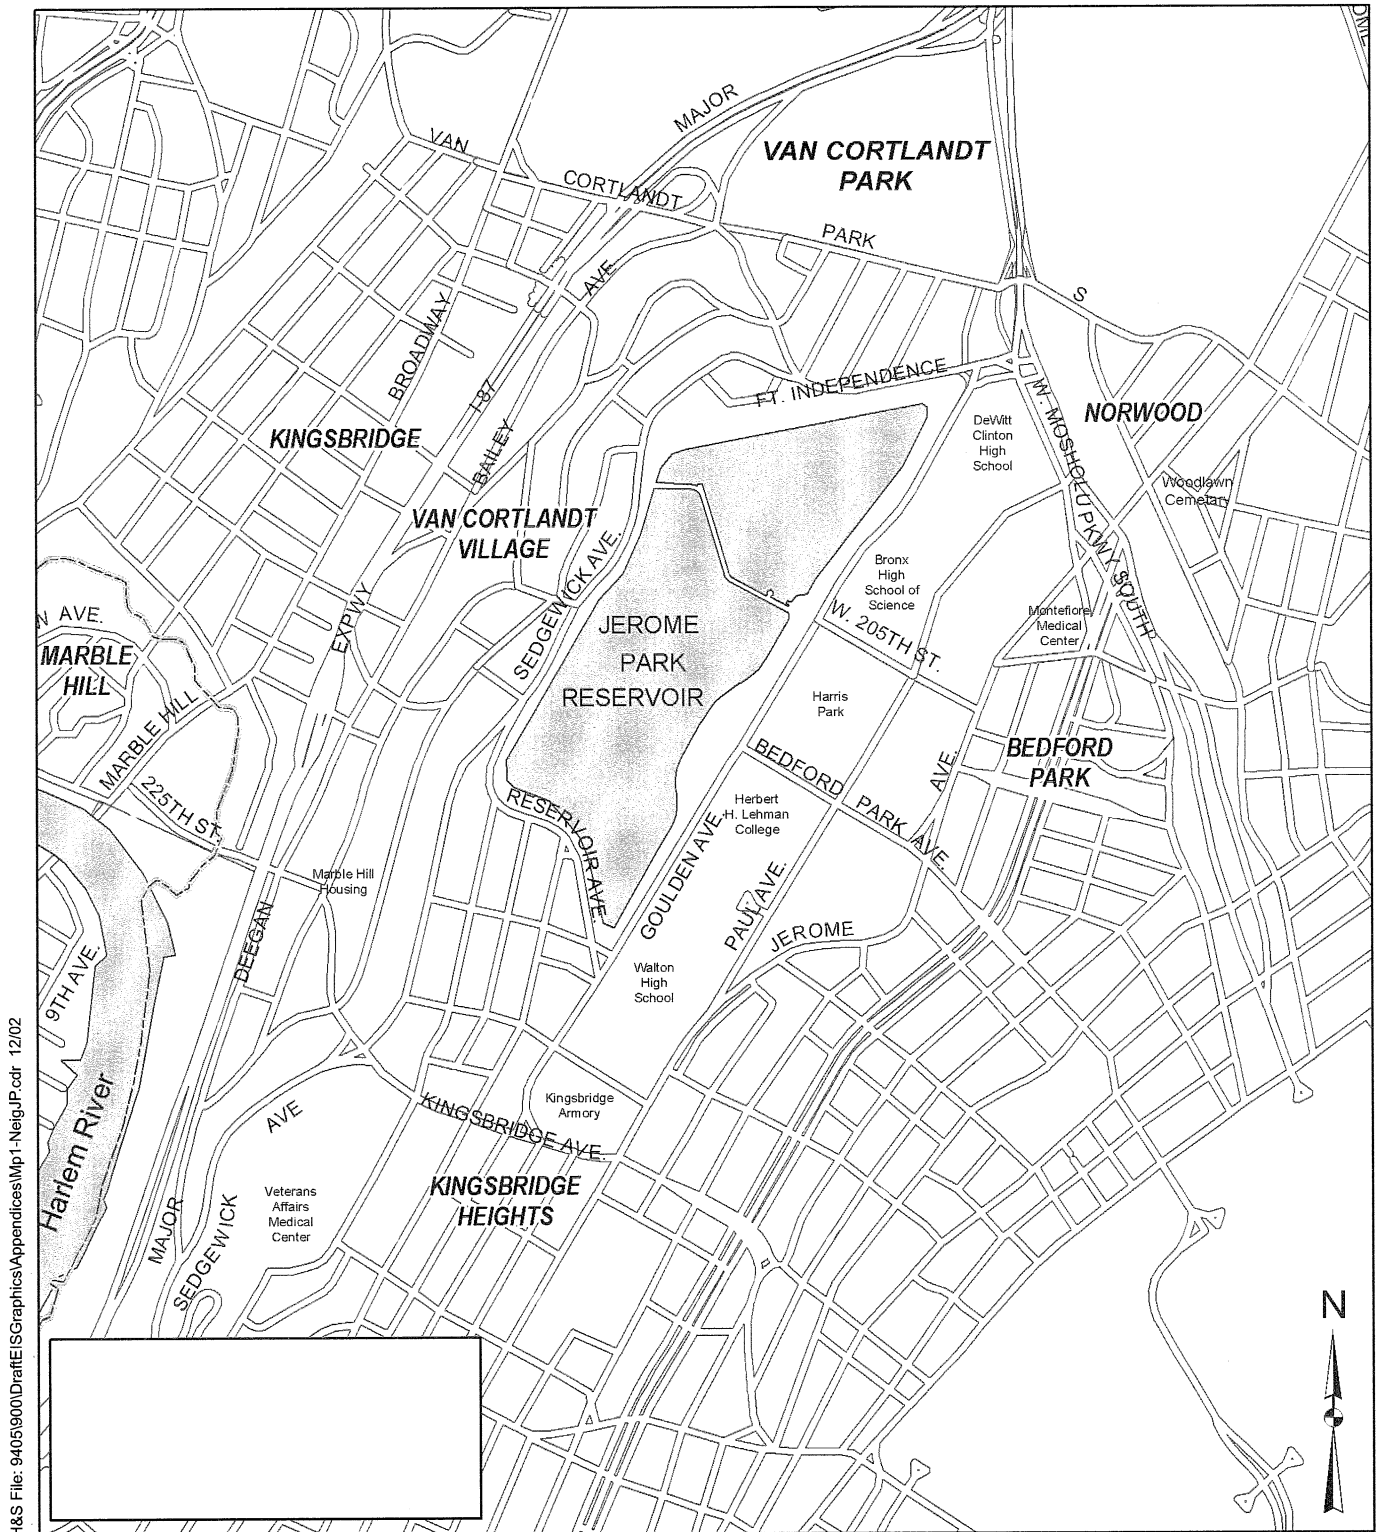 MAJOR
VAN CORTLANDT
PARK
VAN
CORTLANDT
PARK
S
AVE.
BROADWAY
I-87
BAILEY
FT. INDEPENDENCE
KINGSBRIDGE
DeWitt
Clinton
High
School
W. MOSHOLU PKWY SOUTH
NORWOOD
Woodlawn
Cemetary
VAN CORTLANDT
VILLAGE
SEDGEWICK AVE.
Bronx
High
School of
Science
W. 205TH ST.
Montefiore
Medical
Center
EXPWY
AVE.
MARBLE
HILL
JEROME
PARK
RESERVOIR
Harris
Park
MARBLE HILL
225TH ST.
BEDFORD
PARK
BEDFORD
PARK AVE.
AVE.
RESERVOIR AVE.
Herbert
H. Lehman
College
GOULDEN AVE.
PAUL AVE.
JEROME
Marble Hill
Housing
DEEGAN
9TH AVE.
Walton
High
School
Harlem River
AVE
Kingsbridge
Armory
KINGSBRIDGE AVE.
KINGSBRIDGE
HEIGHTS
Veterans
Affairs
Medical
Center
MAJOR
SEDGEWICK
N
H&S File: 9405\900\DraftEISGraphics\Appendices\Mp1-NeigJP.cdr 12/02